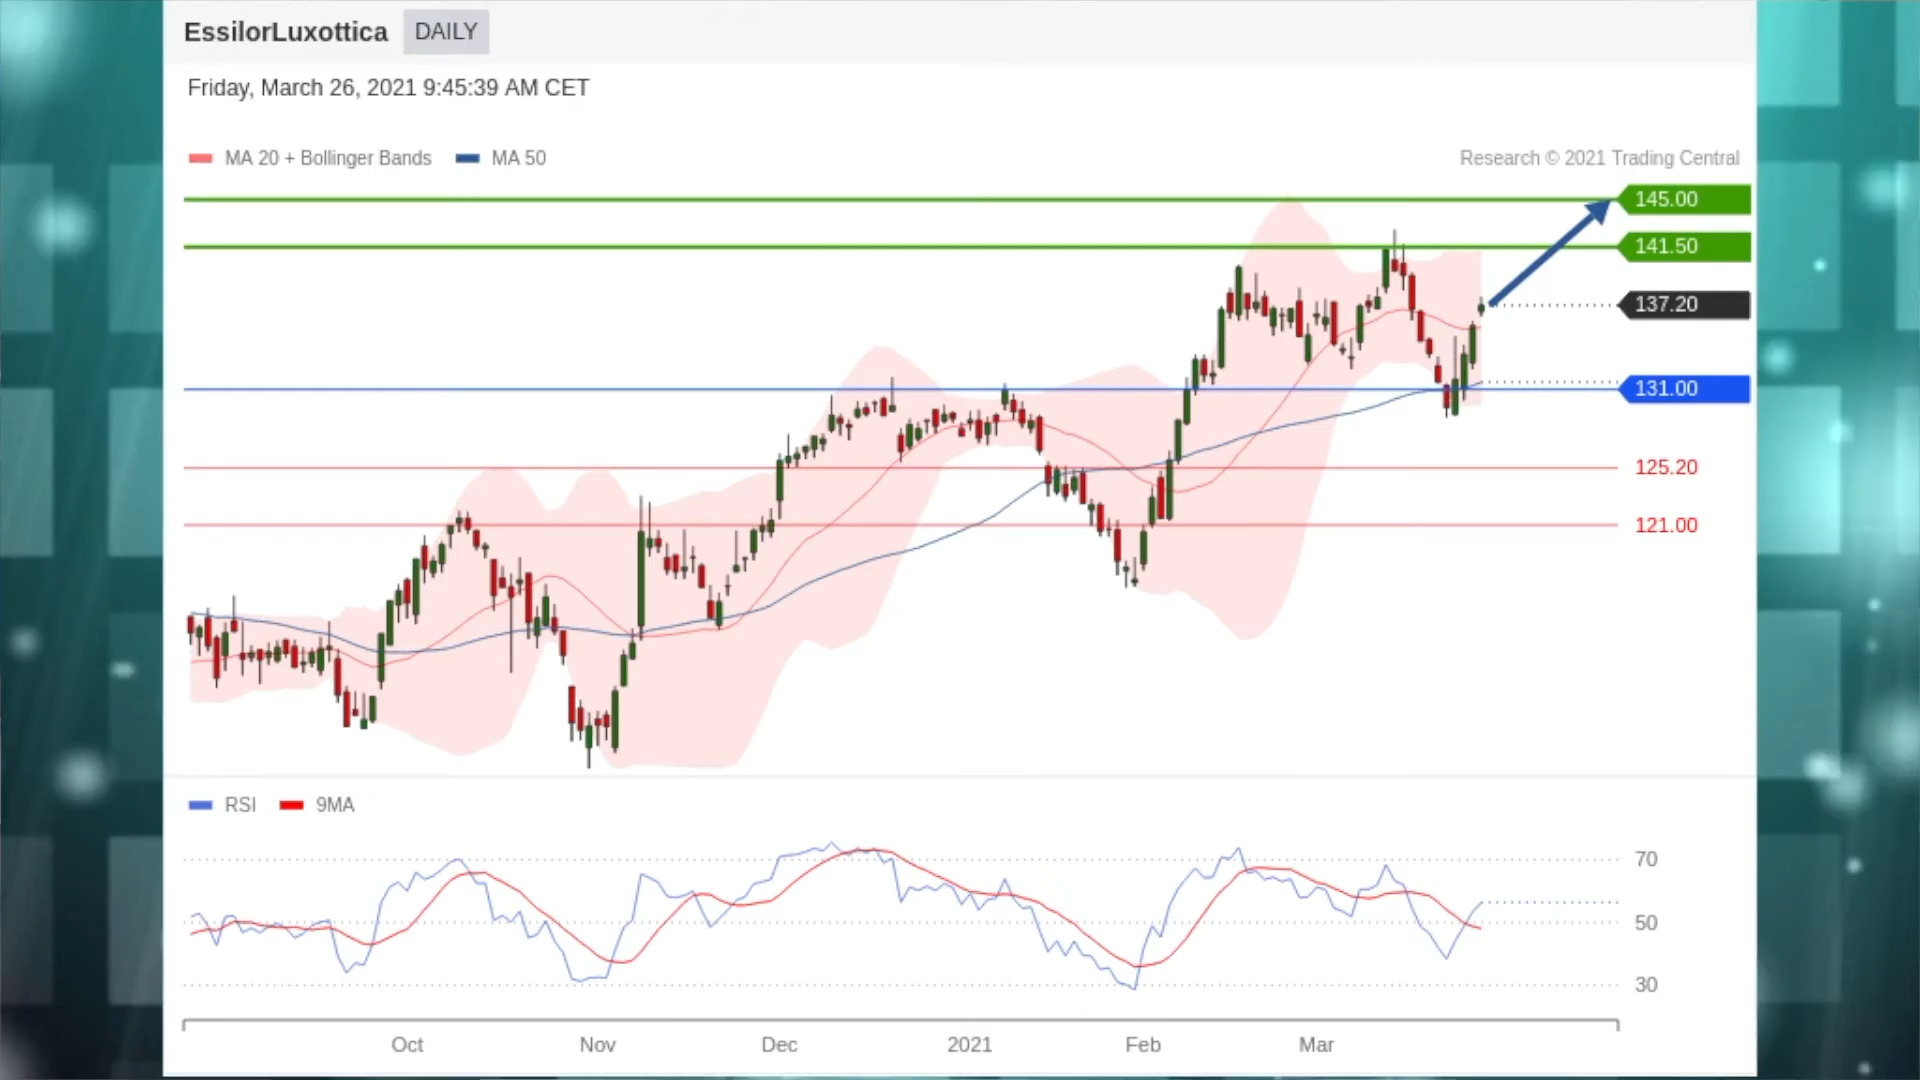 EssilorLuxottica DAILY
Friday, March 26, 2021 9:45:39 AM CET
MA 20 + Bollinger Bands MA 50 Research © 2021 Trading Central
145.00
141.50
137.20
131.00
125.20
121.00
RSI 9MA
70
50
30
Oct Nov Dec 2021 Feb Mar